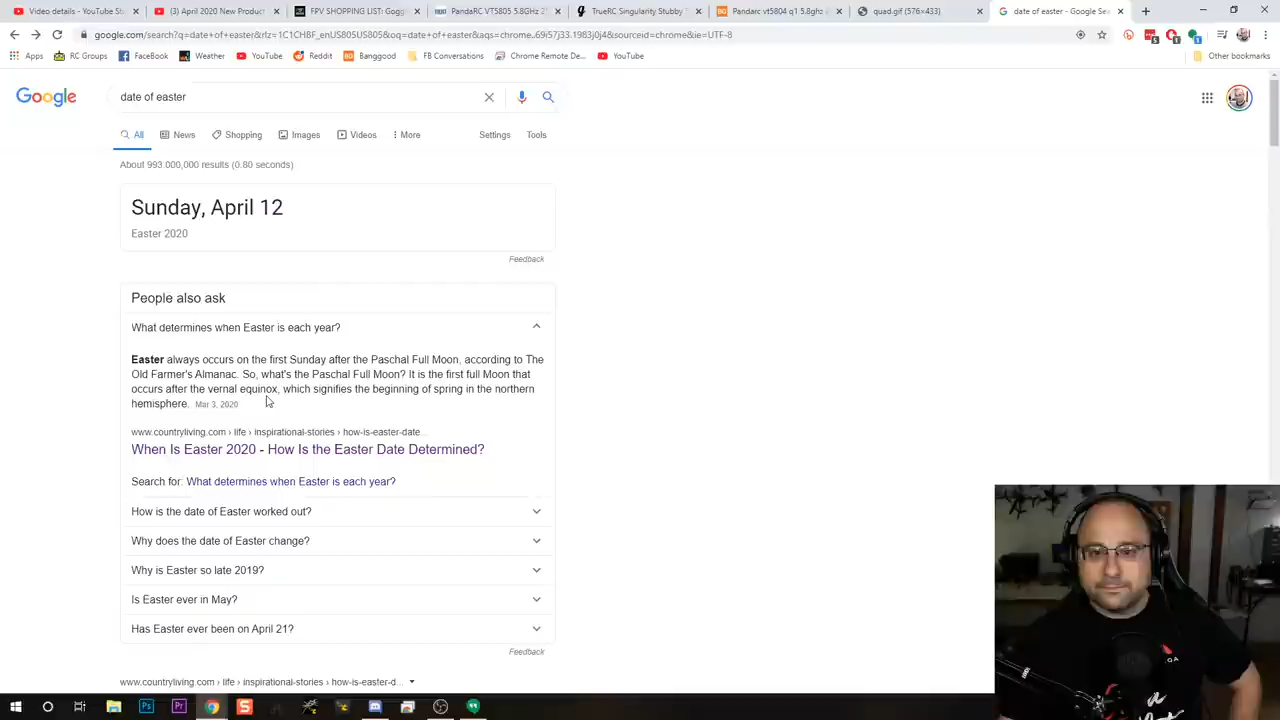 Video details - YouTube
(3) April 2020 New Product
FPV SHOPPING LIST: Gogg
PandaRC VT5805 5.8GHz 2
TrueRC Singularity Stubby
Pandarc vt5804 q1 5.8ghz
quad.gif (576×433)
date of easter - Google Sea
google.com/search?q=date+of+easter&rlz=1C1CHBF_enUS805US805&oq=date+of+easter&aqs=chrome..69i57j33.1983j0j4&sourceid=chrome&ie=UTF-8
Apps
RC Groups
FaceBook
Weather
YouTube
Reddit
Banggood
FB Conversations
Chrome Remote De...
YouTube
Other bookmarks
Google
date of easter
All
News
Shopping
Images
Videos
More
Settings
Tools
About 993,000,000 results (0.80 seconds)
Sunday, April 12
Easter 2020
Feedback
People also ask
What determines when Easter is each year?
Easter always occurs on the first Sunday after the Paschal Full Moon, according to The
Old Farmer's Almanac. So, what's the Paschal Full Moon? It is the first full Moon that
occurs after the vernal equinox, which signifies the beginning of spring in the northern
hemisphere. Mar 3, 2020
www.countryliving.com › life › inspirational-stories › how-is-easter-date...
When Is Easter 2020 - How Is the Easter Date Determined?
Search for: What determines when Easter is each year?
How is the date of Easter worked out?
Why does the date of Easter change?
Why is Easter so late 2019?
Is Easter ever in May?
Has Easter ever been on April 21?
Feedback
www.countryliving.com › life › inspirational-stories › how-is-easter-d...